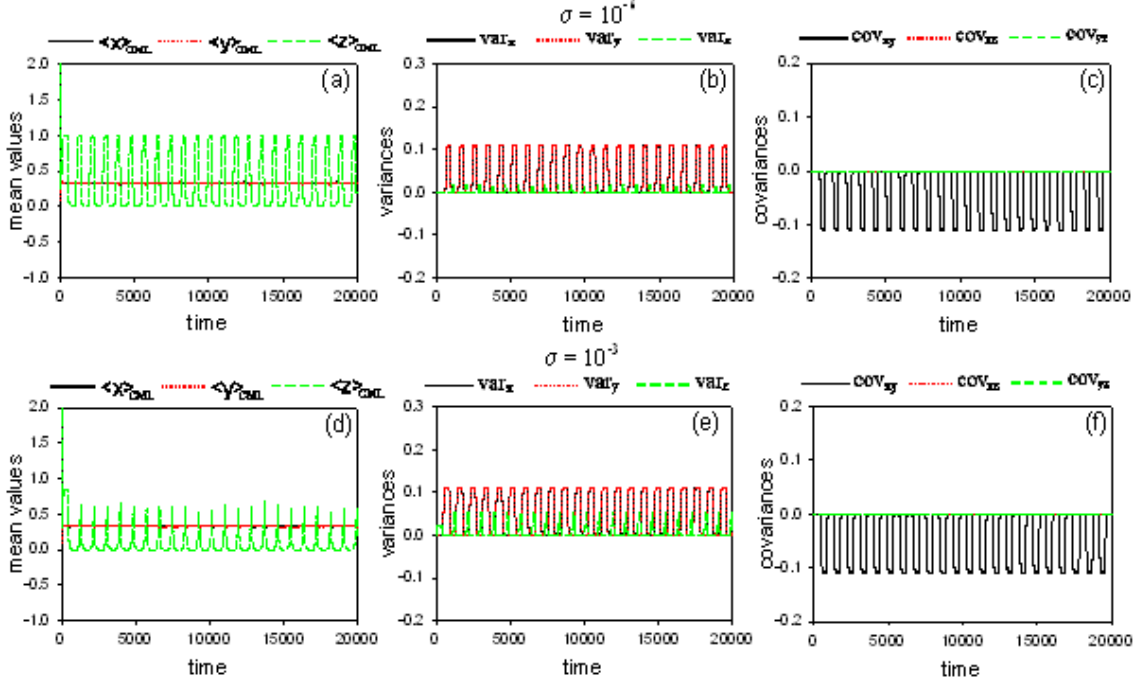 σ = 10
<x>CML <y>CML <z>CML
varx vary varz
covxy covxz covyz
(a)
(b)
(c)
mean values
2.0
1.5
1.0
0.5
0.0
-0.5
-1.0
0 5000 10000 15000 20000
time
variances
0.3
0.2
0.1
0.0
-0.1
-0.2
0 5000 10000 15000 20000
time
covariances
0.2
0.1
0.0
-0.1
0.2
0 5000 10000 15000 20000
time
σ = 10⁻³
<x>CML <y>CML <z>CML
varx vary varz
covxy covxz covyz
(d)
(e)
(f)
mean values
2.0
1.5
1.0
0.5
0.0
-0.5
-1.0
0 5000 10000 15000 20000
time
variances
0.3
0.2
0.1
0.0
-0.1
0.2
0 5000 10000 15000 20000
time
covariances
0.2
0.1
0.0
-0.1
0.2
0 5000 10000 15000 20000
time